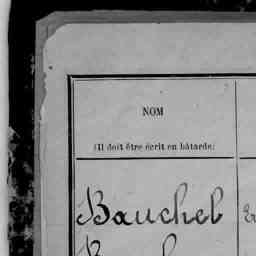 NOM
(Il doit être écrit en bâtarde)
Bauchel